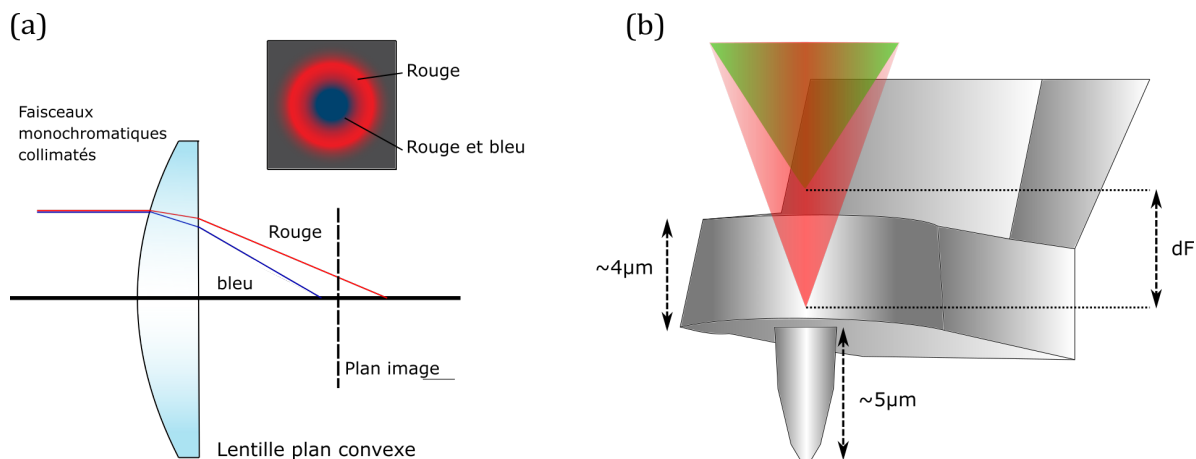 (a)
Rouge
Rouge et bleu
Faisceaux
monochromatiques
collimatés
Rouge
bleu
Plan image
Lentille plan convexe
(b)
~4µm
dF
~5µm